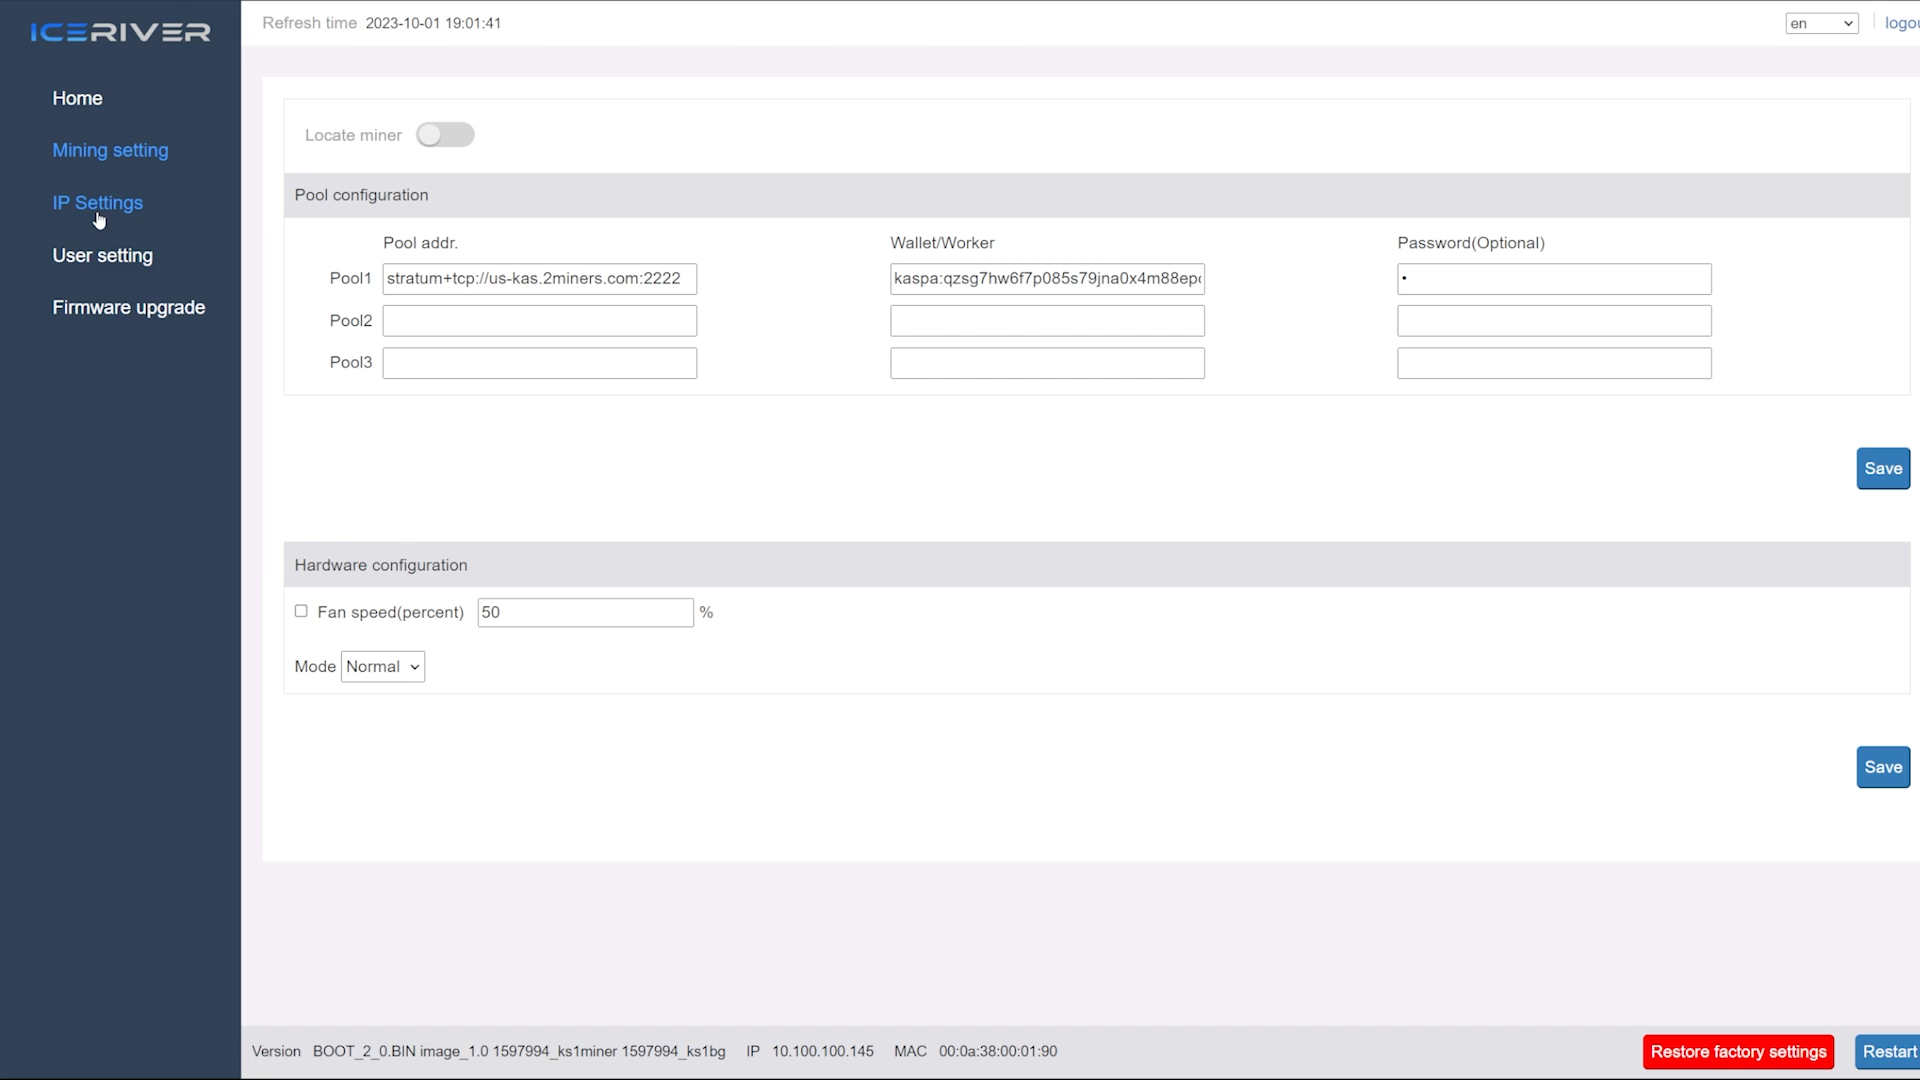 ICERIVER
Refresh time 2023-10-01 19:01:41
en
Home
Mining setting
IP Settings
User setting
Firmware upgrade
Locate miner
Pool configuration
Pool addr. Wallet/Worker Password(Optional)
Pool1 stratum+tcp://us-kas.2miners.com:2222 kaspa:qzsg7hw6f7p085s79jna0x4m88ep •
Pool2
Pool3
Save
Hardware configuration
Fan speed(percent) 50 %
Mode Normal
Save
Version BOOT_2_0.BIN image_1.0 1597994_ks1miner 1597994_ks1bg IP 10.100.100.145 MAC 00:0a:38:00:01:90
Restore factory settings Restart